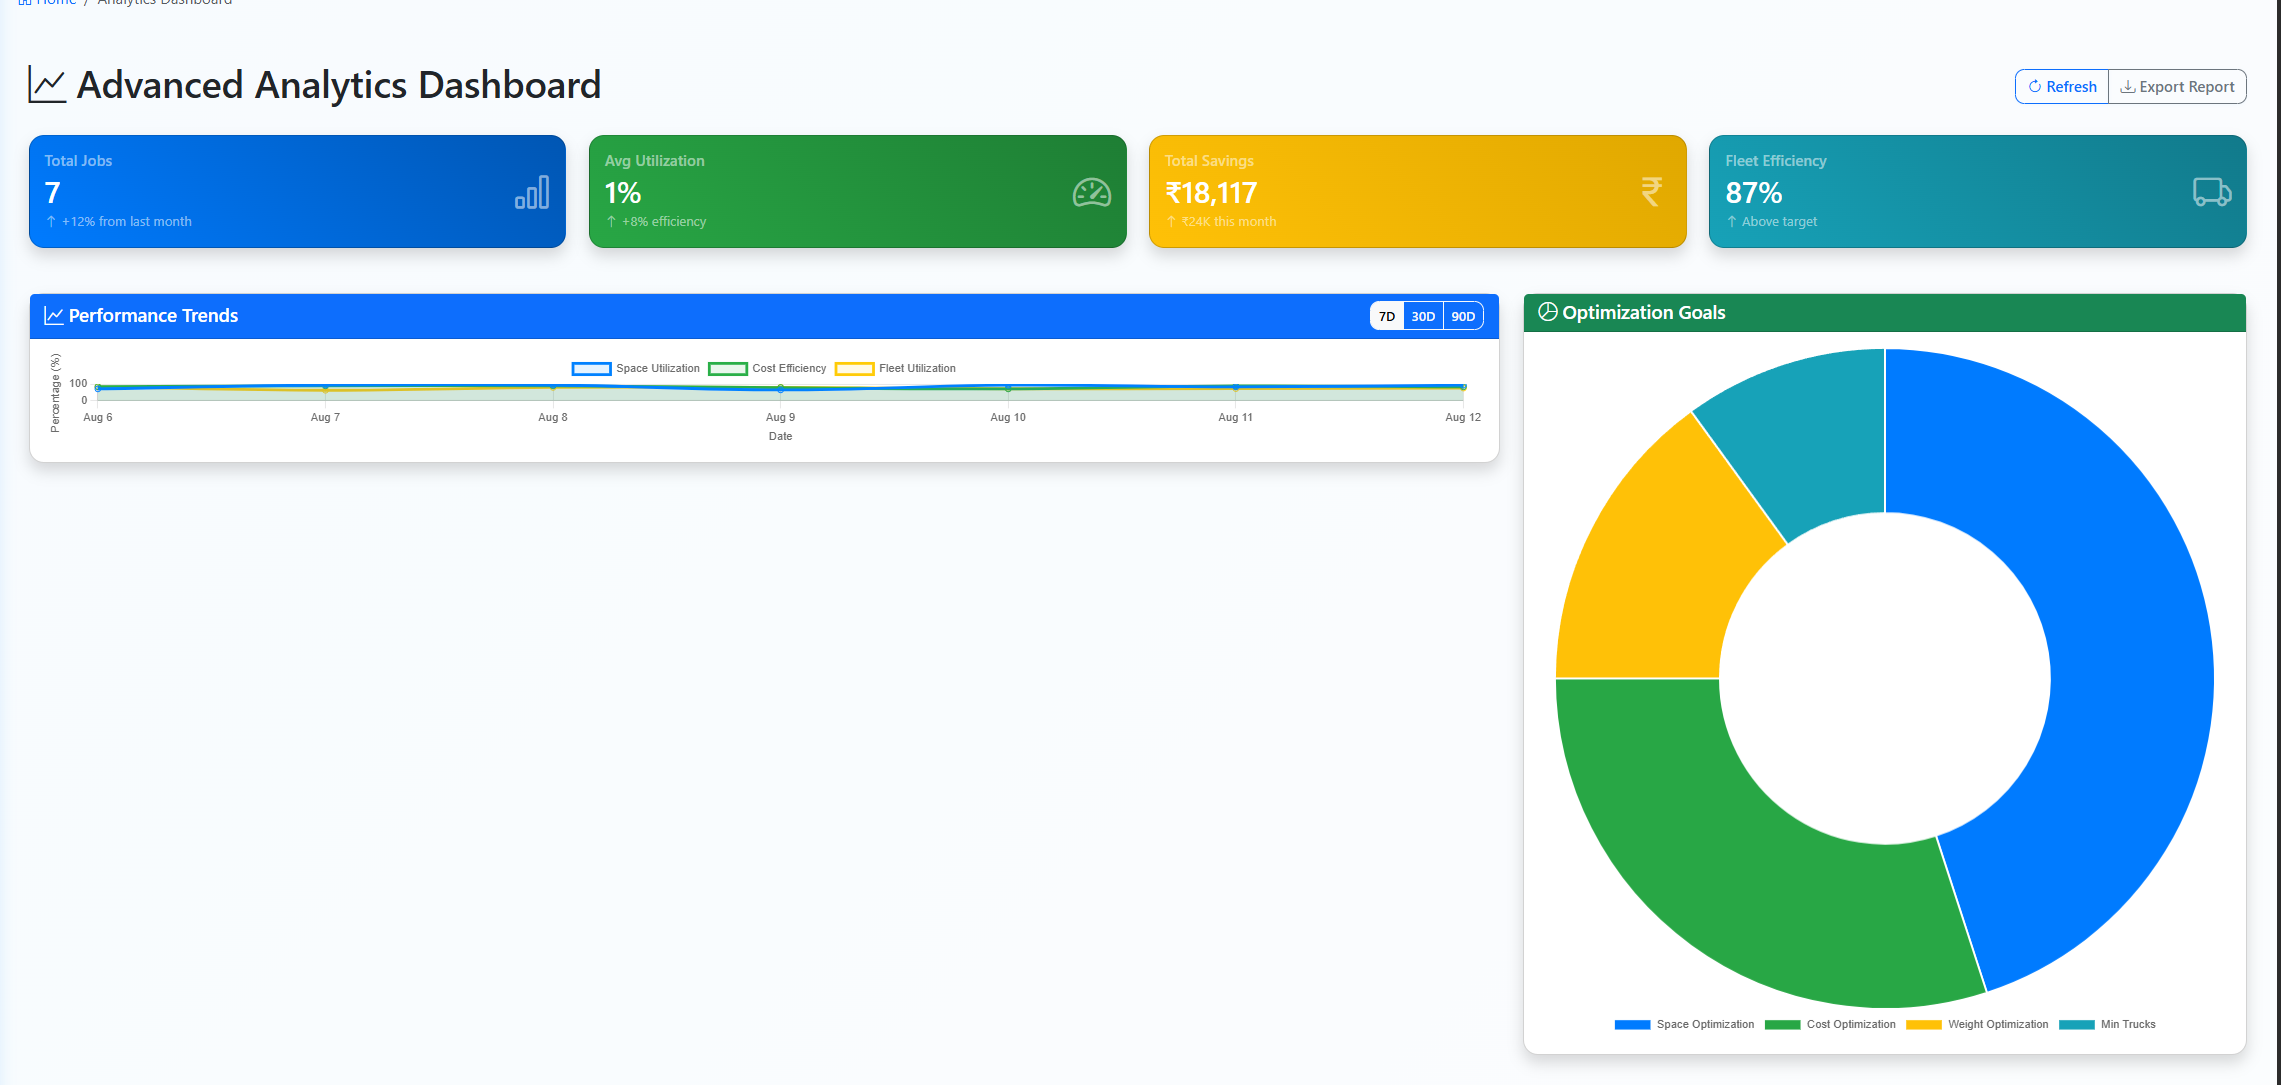 Home / Analytics Dashboard
Advanced Analytics Dashboard
Refresh
Export Report
Total Jobs
7
+12% from last month
Avg Utilization
1%
+8% efficiency
Total Savings
₹18,117
₹24K this month
₹
Fleet Efficiency
87%
Above target
Performance Trends
7D 30D 90D
Space Utilization Cost Efficiency Fleet Utilization
Percentage (%)
100
0
Aug 6 Aug 7 Aug 8 Aug 9 Aug 10 Aug 11 Aug 12
Date
Optimization Goals
Space Optimization Cost Optimization Weight Optimization Min Trucks